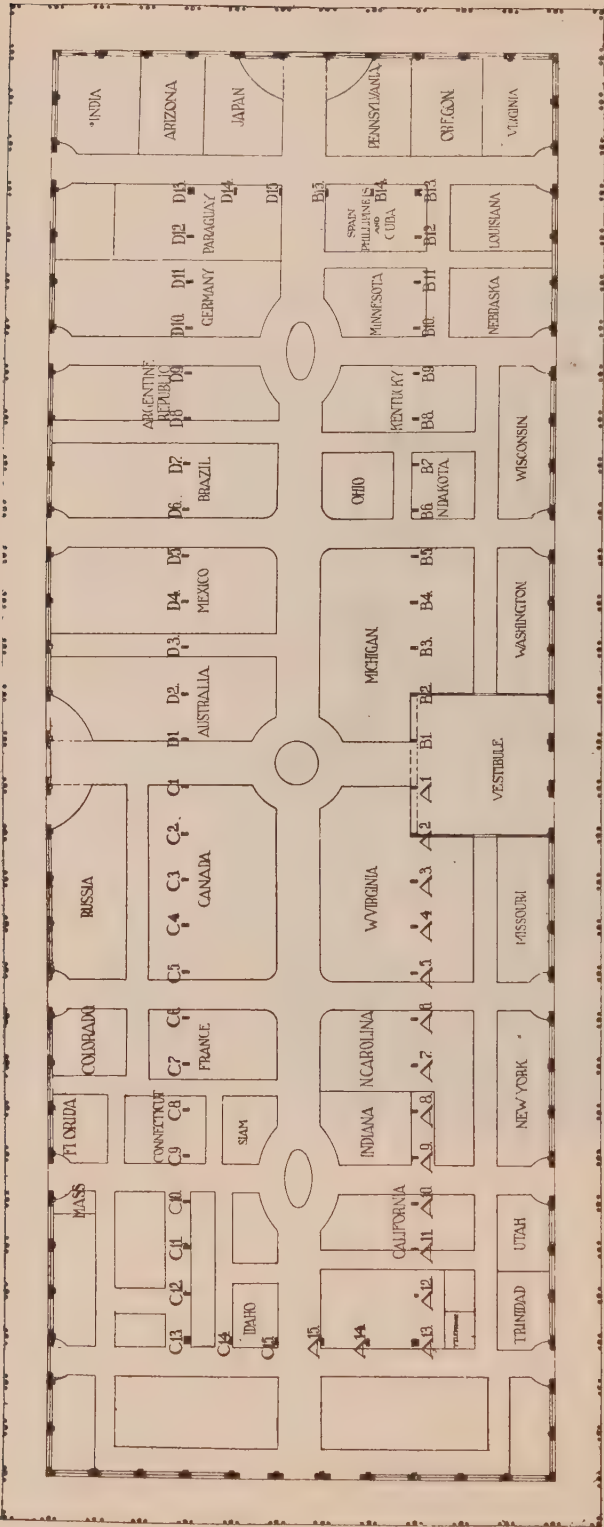 *INDIA
ARIZONA
JAPAN
PENNSYLVANIA
OREGON
VIRGINIA
D13.
D14.
D15
B15.
B14.
B13.
D12
PARAGUAY
SPAIN
PHILLIPINE IS
AND
CUBA
B12
LOUISIANA
D11
GERMANY
D10.
MINNESOTA
B11
B10.
NEBRASKA
ARGENTINE
REPUBLIC
D9
D8
KENTUCKY
B9
B8.
D7
BRAZIL
D6.
OHIO
B7
N.DAKOTA
B6
WISCONSIN
D5
MEXICO
D4.
B5
B4.
WASHINGTON
D3.
MICHIGAN
B3.
D2.
AUSTRALIA
D1
B2.
B1
VESTIBULE
C1
A1
C2.
A2
RUSSIA
C3
CANADA
C4
C5
W.VIRGINIA
A3
A4
A5
MISSOURI
COLORADO
C6
C7
FRANCE
N.CAROLINA
A6
A7.
NEW YORK
FLORIDA
CONNECTICUT
C8
C9
SIAM
INDIANA
A8
A9.
MASS
C10.
C11
CALIFORNIA
A10
A11
UTAH
C12
C13
C14
C15
IDAHO
A15.
A14
A12
A13
TRINIDAD